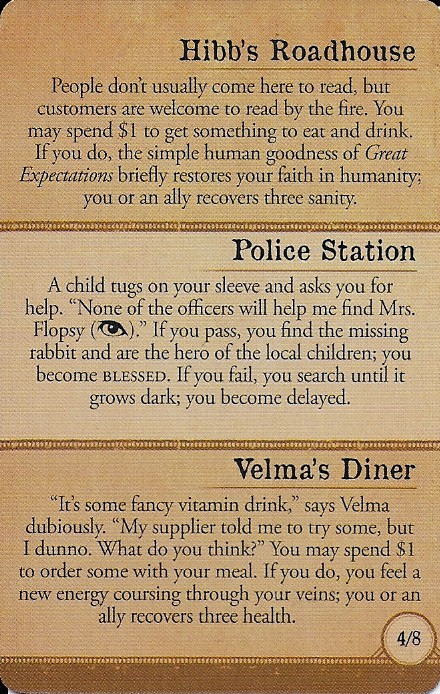 Hibb's Roadhouse
People don't usually come here to read, but
customers are welcome to read by the fire. You
may spend $1 to get something to eat and drink.
If you do, the simple human goodness of Great
Expectations briefly restores your faith in humanity;
you or an ally recovers three sanity.
Police Station
A child tugs on your sleeve and asks you for
help. “None of the officers will help me find Mrs.
Flopsy ().” If you pass, you find the missing
rabbit and are the hero of the local children; you
become BLESSED. If you fail, you search until it
grows dark; you become delayed.
Velma's Diner
“It's some fancy vitamin drink,” says Velma
dubiously. “My supplier told me to try some, but
I dunno. What do you think?” You may spend $1
to order some with your meal. If you do, you feel a
new energy coursing through your veins; you or an
ally recovers three health.
4/8